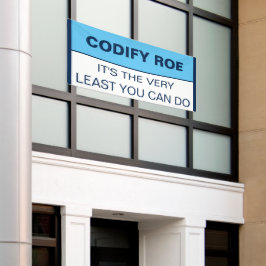 CODIFY ROE
IT'S THE VERY
LEAST YOU CAN DO